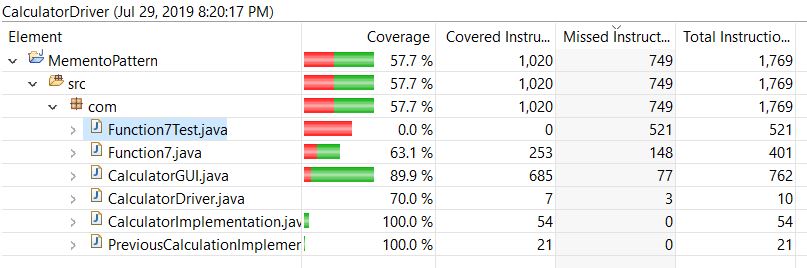 CalculatorDriver (Jul 29, 2019 8:20:17 PM)
Element Coverage Covered Instru... Missed Instruct... Total Instructio...
MementoPattern 57.7 % 1,020 749 1,769
src 57.7 % 1,020 749 1,769
com 57.7 % 1,020 749 1,769
Function7Test.java 0.0 % 0 521 521
Function7.java 63.1 % 253 148 401
CalculatorGUI.java 89.9 % 685 77 762
CalculatorDriver.java 70.0 % 7 3 10
CalculatorImplementation.jav 100.0 % 54 0 54
PreviousCalculationImplemer 100.0 % 21 0 21